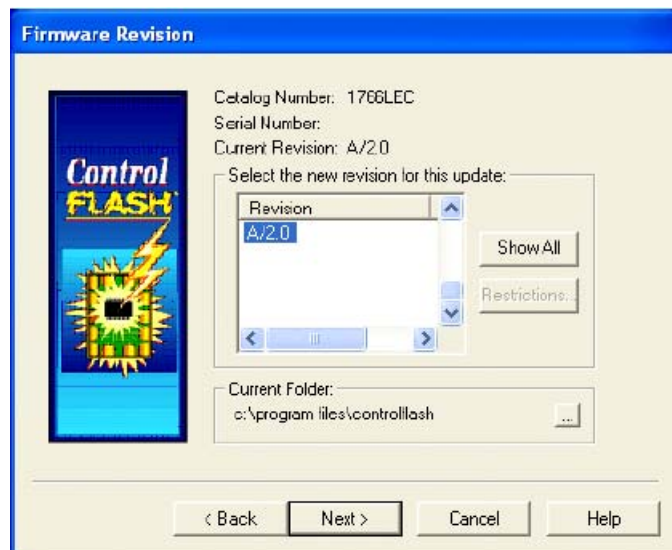 Firmware Revision
Catalog Number: 1766LEC
Serial Number:
Current Revision: A/2.0
Select the new revision for this update:
Revision
A/2.0
Show All
Restrictions...
Control
FLASH
Current Folder:
c:\program files\controlflash
...
< Back
Next >
Cancel
Help